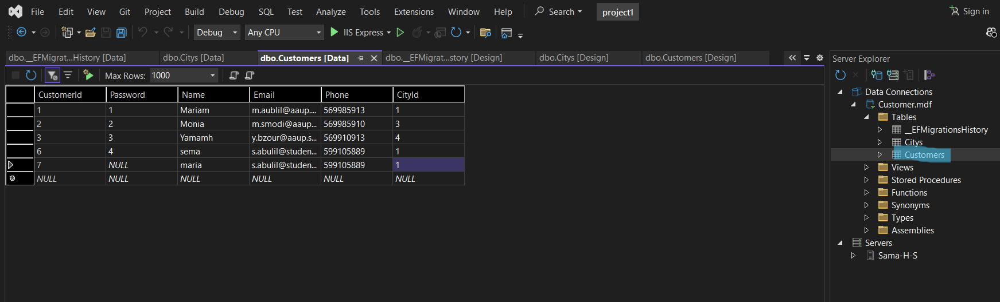 File Edit View Git Project Build Debug SQL Test Analyze Tools Extensions Window Help Search project1 Sign in
Debug Any CPU IIS Express
dbo.__EFMigrat...History [Data] dbo.Citys [Data] dbo.Customers [Data] dbo.__EFMigrat...story [Design] dbo.Citys [Design] dbo.Customers [Design]
Max Rows: 1000
CustomerId Password Name Email Phone CityId
1 1 Mariam m.aublil@aaup.... 569985913 1
2 2 Monia m.smodi@aaup... 569985910 3
3 3 Yamamh y.bzour@aaup.s... 569910913 4
6 4 sema s.abulil@studen... 599105889 1
7 NULL maria s.abulil@studen... 599105889 1
NULL NULL NULL NULL NULL NULL
Server Explorer
Data Connections
Customer.mdf
Tables
__EFMigrationsHistory
Citys
Customers
Views
Stored Procedures
Functions
Synonyms
Types
Assemblies
Servers
Sama-H-S